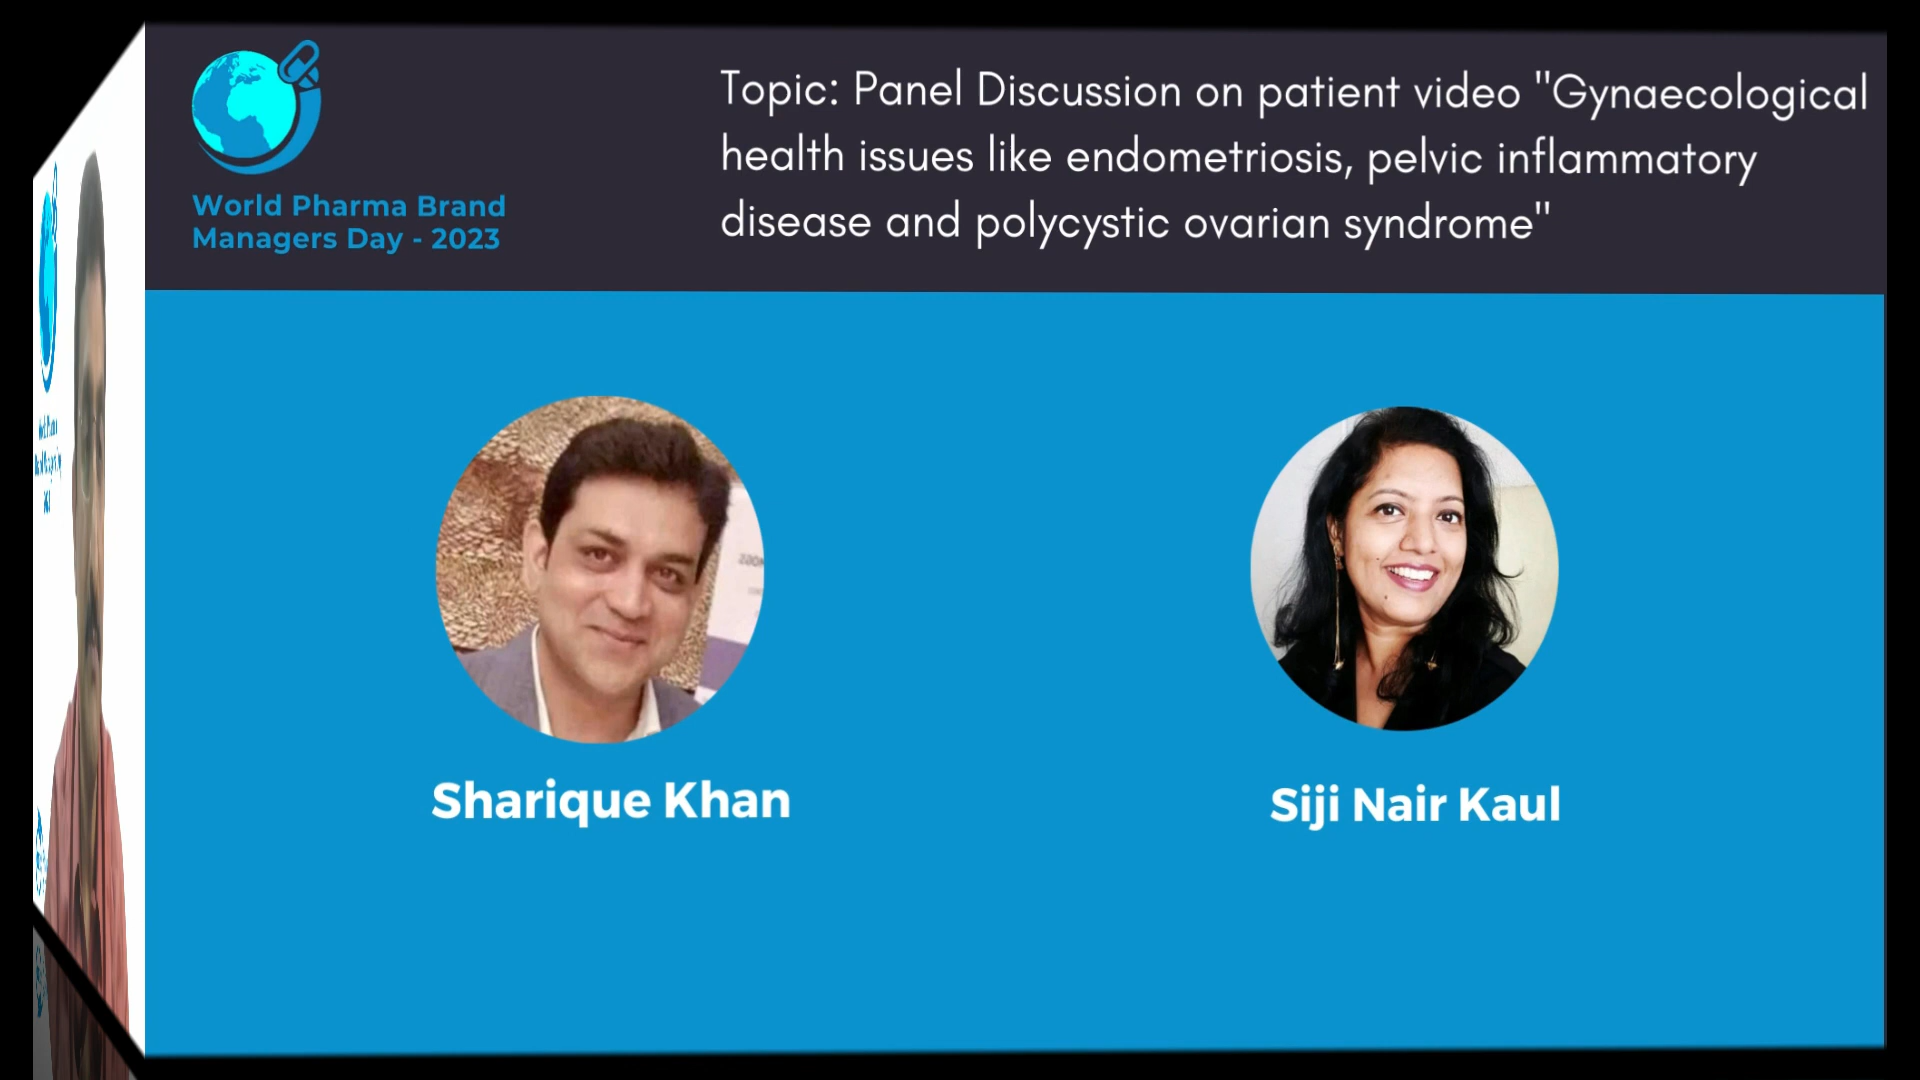 World Pharma Brand
Managers Day - 2023
Topic: Panel Discussion on patient video "Gynaecological
health issues like endometriosis, pelvic inflammatory
disease and polycystic ovarian syndrome"
Sharique Khan
Siji Nair Kaul